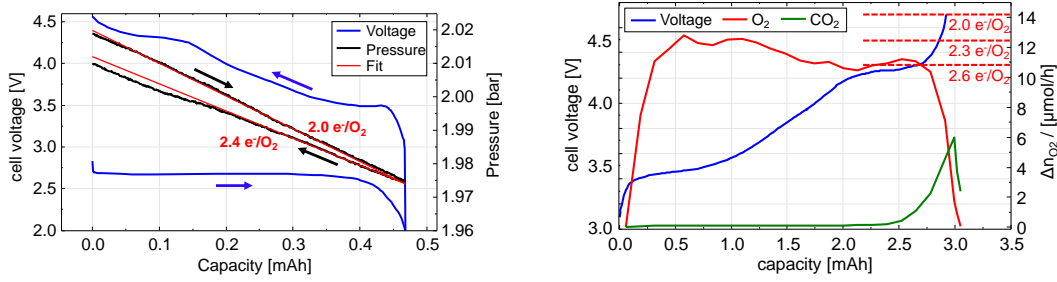 4.5
4.0
3.5
3.0
2.5
2.0
cell voltage [V]
0.0
0.1
0.2
0.3
0.4
0.5
Capacity [mAh]
2.02
2.01
2.00
1.99
1.98
1.97
1.96
Pressure [bar]
Voltage
Pressure
Fit
2.0 e⁻/O₂
2.4 e⁻/O₂
Voltage
O₂
CO₂
4.5
4.0
3.5
3.0
cell voltage [V]
0.0
0.5
1.0
1.5
2.0
2.5
3.0
3.5
capacity [mAh]
14
12
10
8
6
4
2
0
Δn_O2 / [μmol/h]
2.0 e⁻/O₂
2.3 e⁻/O₂
2.6 e⁻/O₂